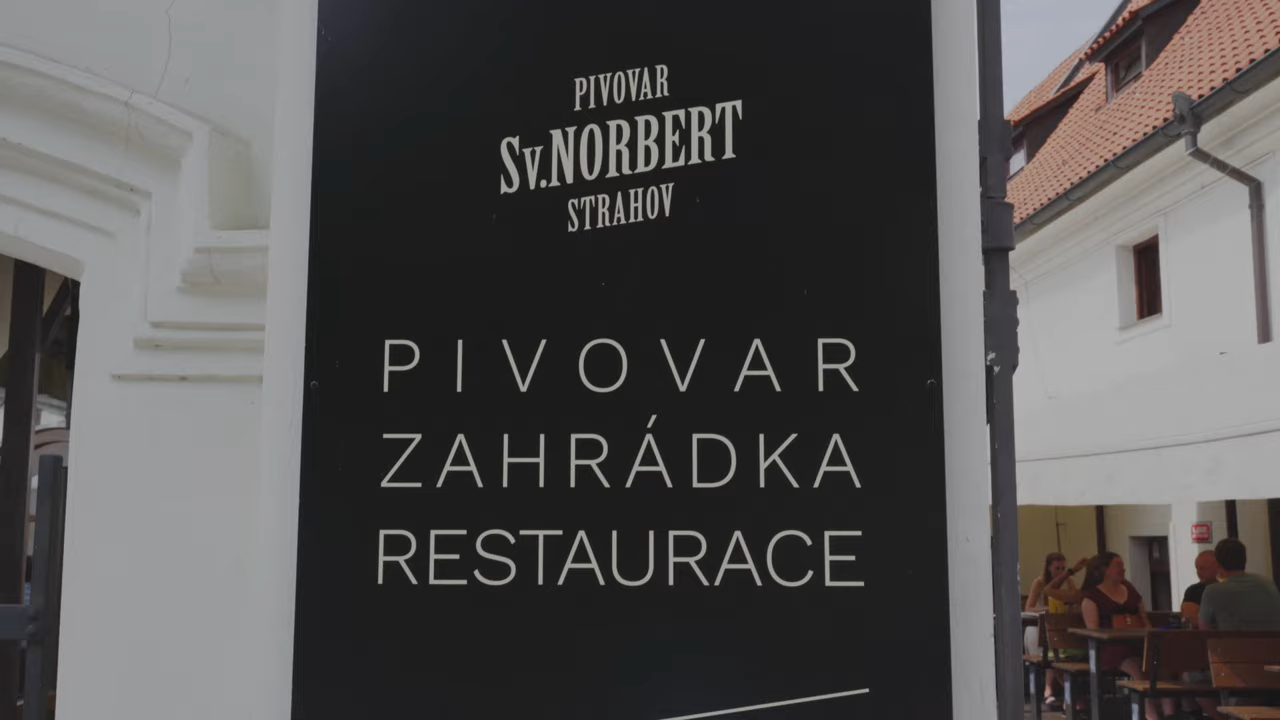 PIVOVAR
Sv.NORBERT
STRAHOV
PIVOVAR
ZAHRÁDKA
RESTAURACE